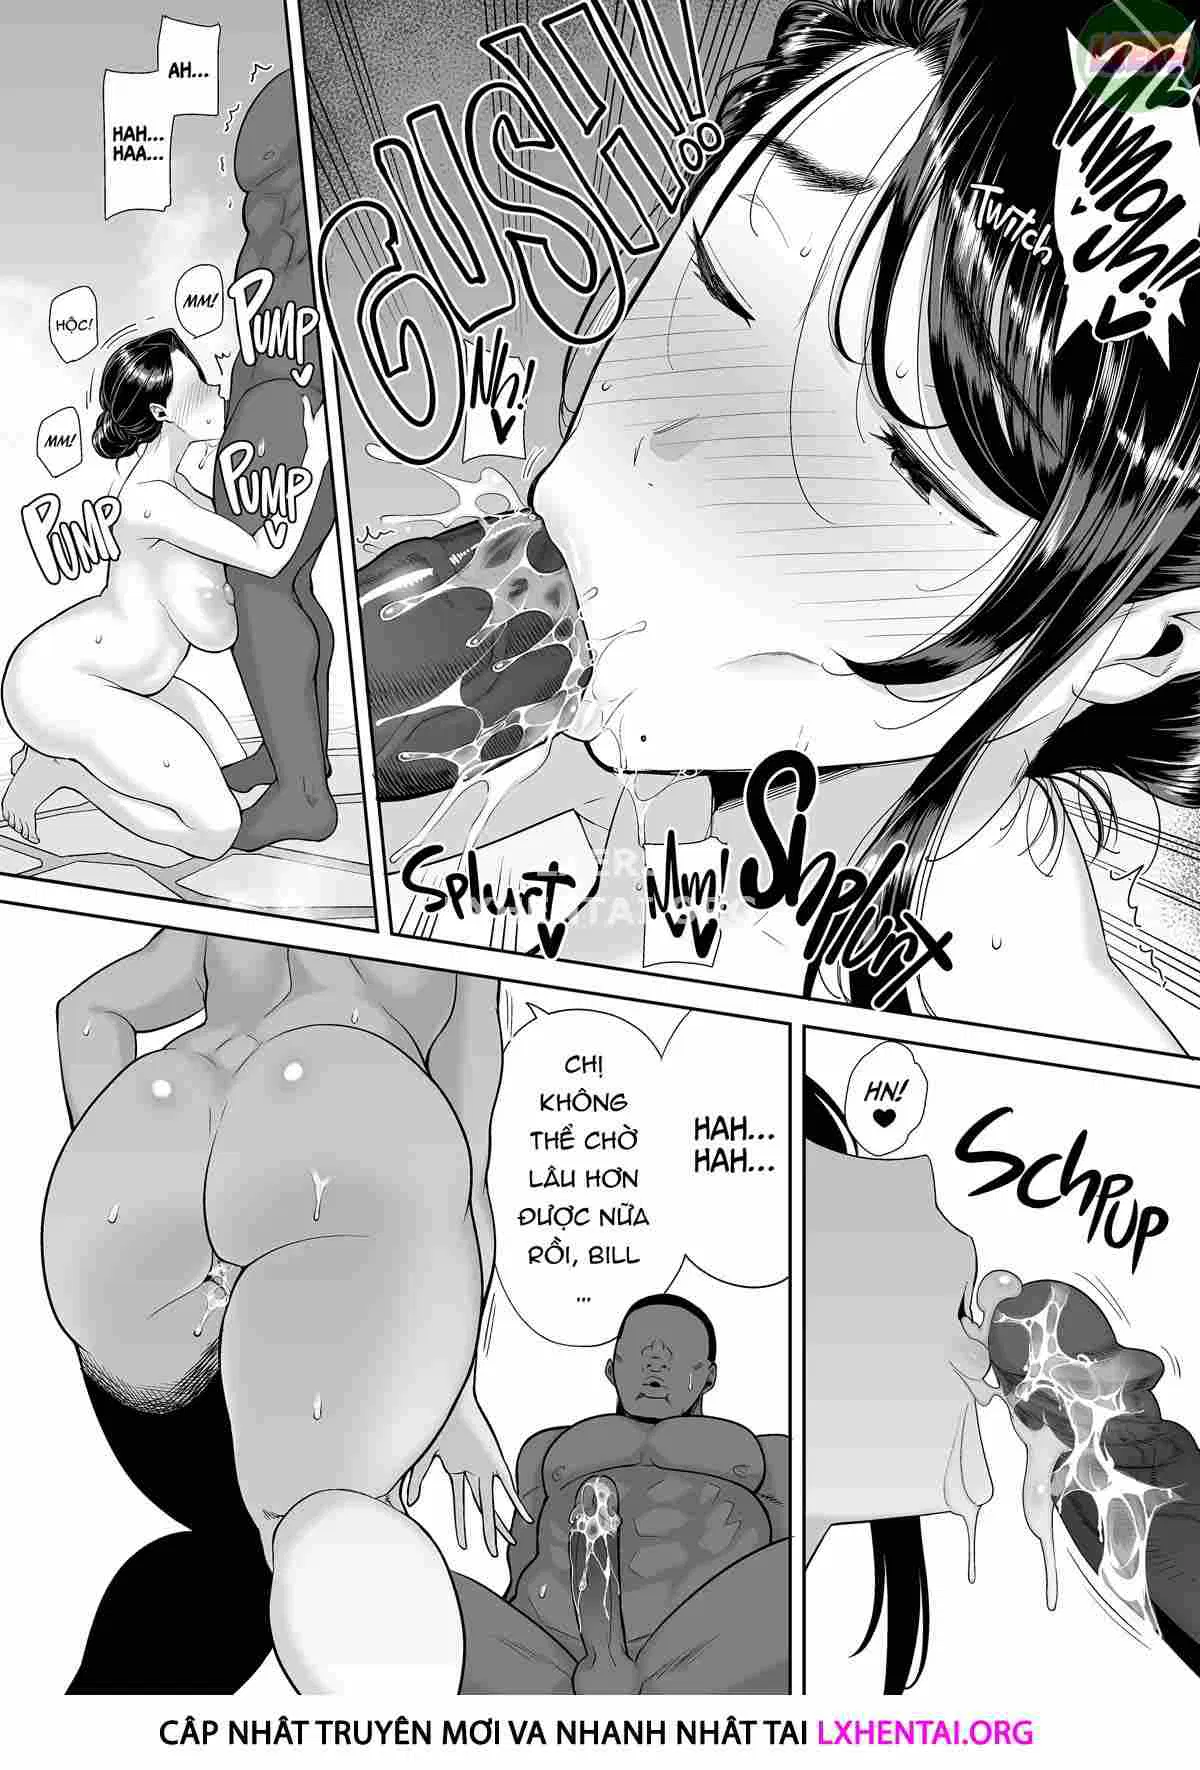 AH...
HAH...
HAA...
MM!
HỘC!
MM!
PUMP
PUMP
PUMP
GUSH!!
Nh!
Twitch
Splurt
Mm!
Shplurx
CHỊ
KHÔNG
THỂ CHỜ
LÂU HƠN
ĐƯỢC NỮA
RỒI, BILL
...
HAH...
HAH...
HN!
SCHPUP
CẬP NHẬT TRUYỆN MỚI VÀ NHANH NHẤT TẠI LXHENTAI.ORG